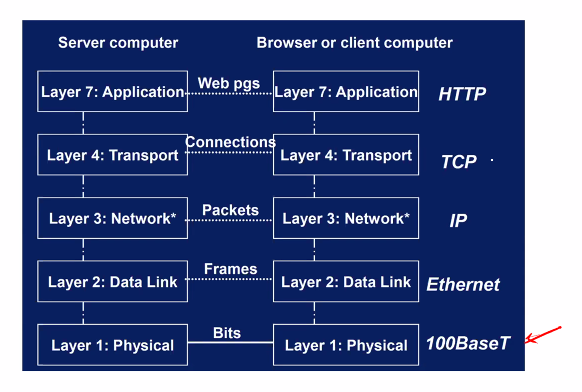 Server computer Browser or client computer
Layer 7: Application Web pgs Layer 7: Application HTTP
Layer 4: Transport Connections Layer 4: Transport TCP
Layer 3: Network* Packets Layer 3: Network* IP
Layer 2: Data Link Frames Layer 2: Data Link Ethernet
Layer 1: Physical Bits Layer 1: Physical 100BaseT